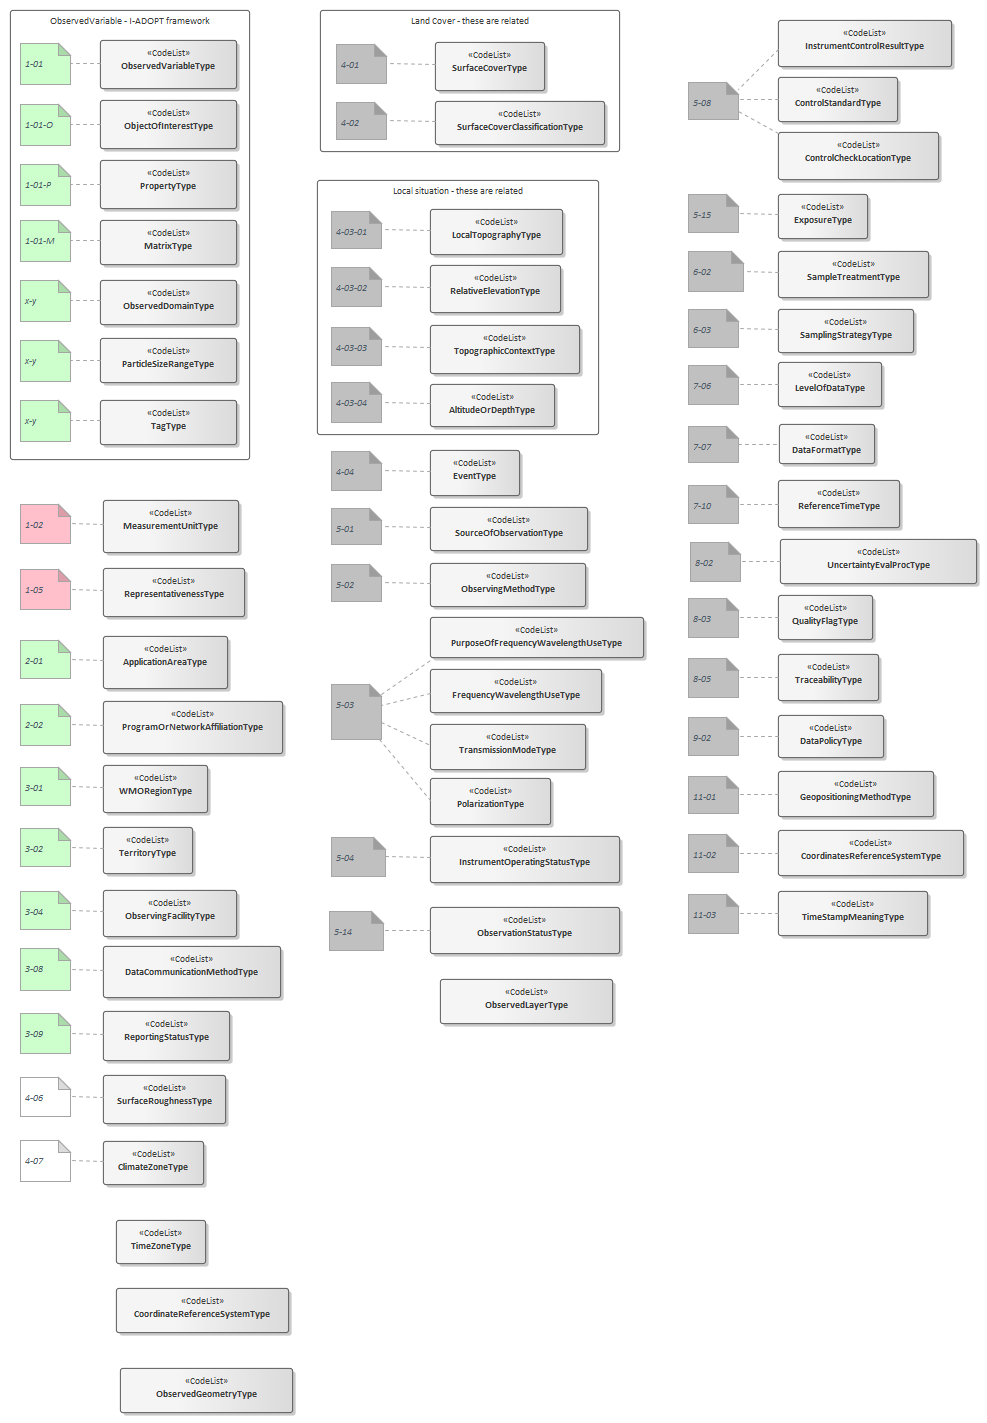 ObservedVariable - I-ADOPT framework
1-01
«CodeList»
ObservedVariableType
1-01-O
«CodeList»
ObjectOfInterestType
1-01-P
«CodeList»
PropertyType
1-01-M
«CodeList»
MatrixType
x-y
«CodeList»
ObservedDomainType
x-y
«CodeList»
ParticleSizeRangeType
x-y
«CodeList»
TagType
1-02
«CodeList»
MeasurementUnitType
1-05
«CodeList»
RepresentativenessType
2-01
«CodeList»
ApplicationAreaType
2-02
«CodeList»
ProgramOrNetworkAffiliationType
3-01
«CodeList»
WMORegionType
3-02
«CodeList»
TerritoryType
3-04
«CodeList»
ObservingFacilityType
3-08
«CodeList»
DataCommunicationMethodType
3-09
«CodeList»
ReportingStatusType
4-06
«CodeList»
SurfaceRoughnessType
4-07
«CodeList»
ClimateZoneType
«CodeList»
TimeZoneType
«CodeList»
CoordinateReferenceSystemType
«CodeList»
ObservedGeometryType
Land Cover - these are related
4-01
«CodeList»
SurfaceCoverType
4-02
«CodeList»
SurfaceCoverClassificationType
Local situation - these are related
4-03-01
«CodeList»
LocalTopographyType
4-03-02
«CodeList»
RelativeElevationType
4-03-03
«CodeList»
TopographicContextType
4-03-04
«CodeList»
AltitudeOrDepthType
4-04
«CodeList»
EventType
5-01
«CodeList»
SourceOfObservationType
5-02
«CodeList»
ObservingMethodType
5-03
«CodeList»
PurposeOfFrequencyWavelengthUseType
«CodeList»
FrequencyWavelengthUseType
«CodeList»
TransmissionModeType
«CodeList»
PolarizationType
5-04
«CodeList»
InstrumentOperatingStatusType
5-14
«CodeList»
ObservationStatusType
«CodeList»
ObservedLayerType
5-08
«CodeList»
InstrumentControlResultType
«CodeList»
ControlStandardType
«CodeList»
ControlCheckLocationType
5-15
«CodeList»
ExposureType
6-02
«CodeList»
SampleTreatmentType
6-03
«CodeList»
SamplingStrategyType
7-06
«CodeList»
LevelOfDataType
7-07
«CodeList»
DataFormatType
7-10
«CodeList»
ReferenceTimeType
8-02
«CodeList»
UncertaintyEvalProcType
8-03
«CodeList»
QualityFlagType
8-05
«CodeList»
TraceabilityType
9-02
«CodeList»
DataPolicyType
11-01
«CodeList»
GeopositioningMethodType
11-02
«CodeList»
CoordinatesReferenceSystemType
11-03
«CodeList»
TimeStampMeaningType